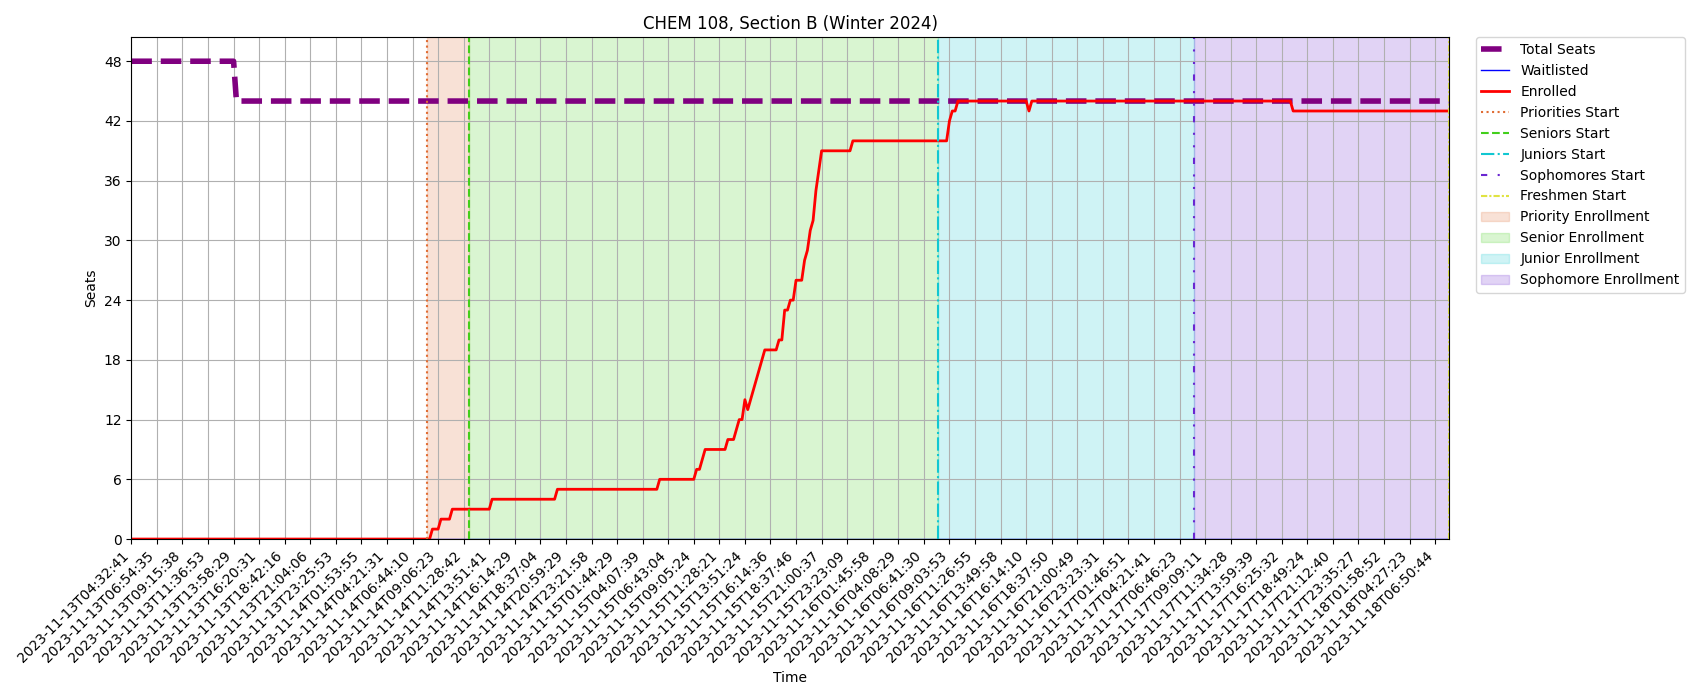 CHEM 108, Section B (Winter 2024)
Seats
48
42
36
30
24
18
12
6
0
2023-11-13T04:32:41
2023-11-13T06:54:35
2023-11-13T09:15:38
2023-11-13T11:36:53
2023-11-13T13:58:29
2023-11-13T16:20:31
2023-11-13T18:42:16
2023-11-13T21:04:06
2023-11-13T23:25:53
2023-11-14T01:53:55
2023-11-14T04:21:31
2023-11-14T06:44:10
2023-11-14T09:06:23
2023-11-14T11:28:42
2023-11-14T13:51:41
2023-11-14T16:14:29
2023-11-14T18:37:04
2023-11-14T20:59:29
2023-11-14T23:21:58
2023-11-15T01:44:29
2023-11-15T04:07:39
2023-11-15T06:43:04
2023-11-15T09:05:24
2023-11-15T11:28:21
2023-11-15T13:51:24
2023-11-15T16:14:36
2023-11-15T18:37:46
2023-11-15T21:00:37
2023-11-15T23:23:09
2023-11-16T01:45:58
2023-11-16T04:08:29
2023-11-16T06:41:30
2023-11-16T09:03:53
2023-11-16T11:26:55
2023-11-16T13:49:58
2023-11-16T16:14:10
2023-11-16T18:37:50
2023-11-16T21:00:49
2023-11-16T23:23:31
2023-11-17T01:46:51
2023-11-17T04:21:41
2023-11-17T06:46:23
2023-11-17T09:09:11
2023-11-17T11:34:28
2023-11-17T13:59:39
2023-11-17T16:25:32
2023-11-17T18:49:24
2023-11-17T21:12:40
2023-11-17T23:35:27
2023-11-18T01:58:52
2023-11-18T04:27:23
2023-11-18T06:50:44
Time
Total Seats
Waitlisted
Enrolled
Priorities Start
Seniors Start
Juniors Start
Sophomores Start
Freshmen Start
Priority Enrollment
Senior Enrollment
Junior Enrollment
Sophomore Enrollment